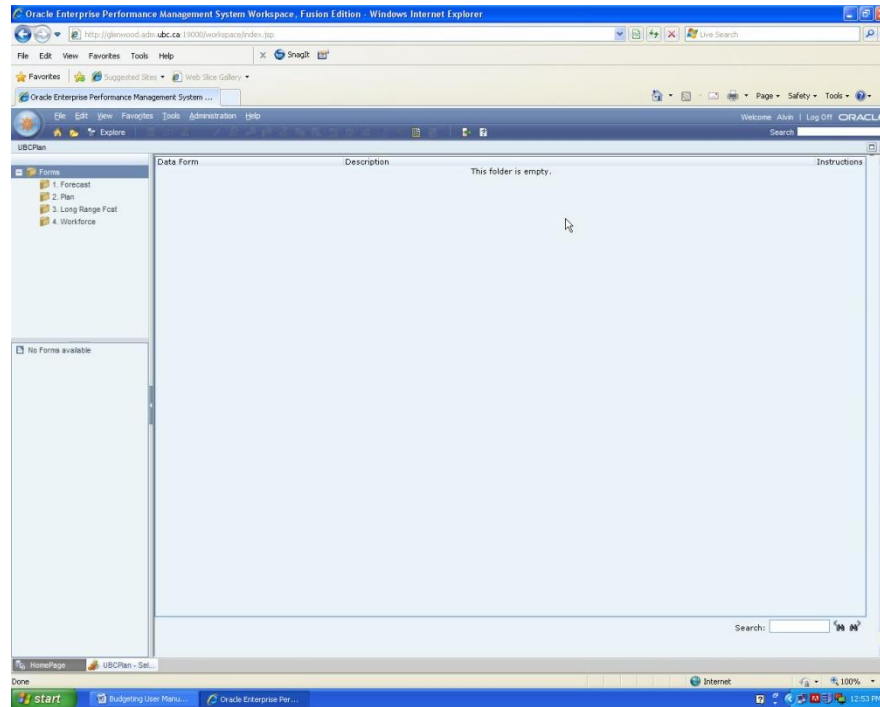 Oracle Enterprise Performance Management System Workspace, Fusion Edition - Windows Internet Explorer
http://glenwood.adm.ubc.ca:19000/workspace/index.jsp
Live Search
File Edit View Favorites Tools Help
x SnagIt
Favorites Suggested Sites Web Slice Gallery
Oracle Enterprise Performance Management System ...
Page Safety Tools
File Edit View Favorites Tools Administration Help
Welcome Alvin | Log Off ORACL
Explore
Search
UBCPlan
Data Form Description Instructions
This folder is empty.
Forms
1. Forecast
2. Plan
3. Long Range Fcst
4. Workforce
No Forms available
Search:
HomePage UBCPlan - Sel...
Done
Internet
100%
start
Budgeting User Manu...
Oracle Enterprise Per...
12:53 PM